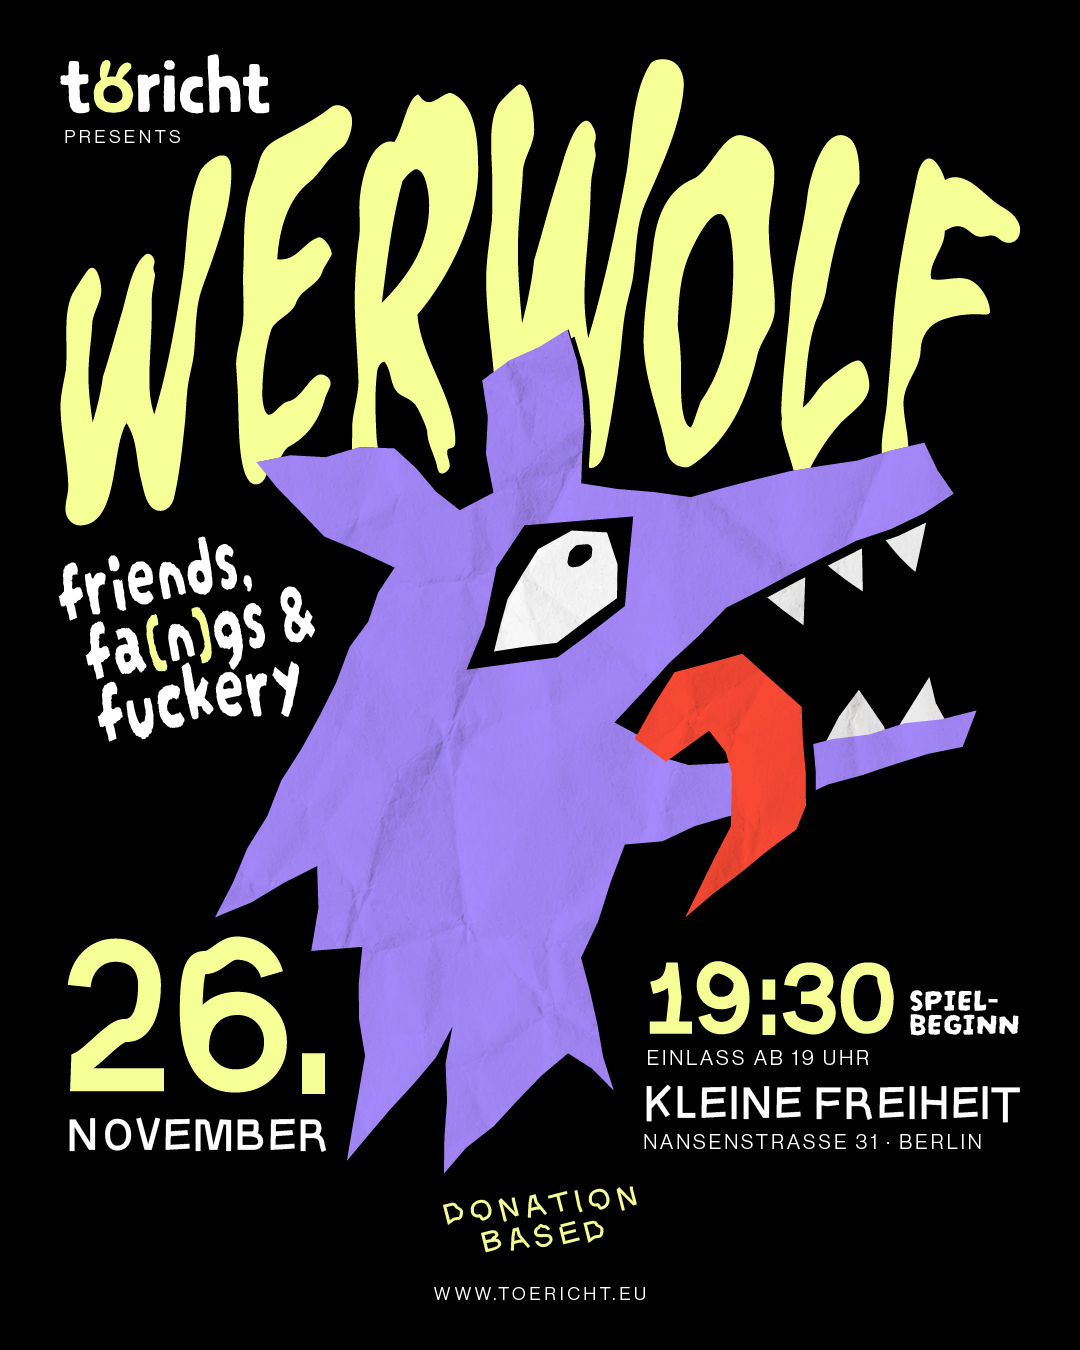 töricht
PRESENTS
WERWOLF
friends,
fa(n)gs &
fuckery
26.
NOVEMBER
19:30 SPIEL-
BEGINN
EINLASS AB 19 UHR
KLEINE FREIHEIT
NANSENSTRASSE 31 · BERLIN
DONATION
BASED
WWW.TOERICHT.EU